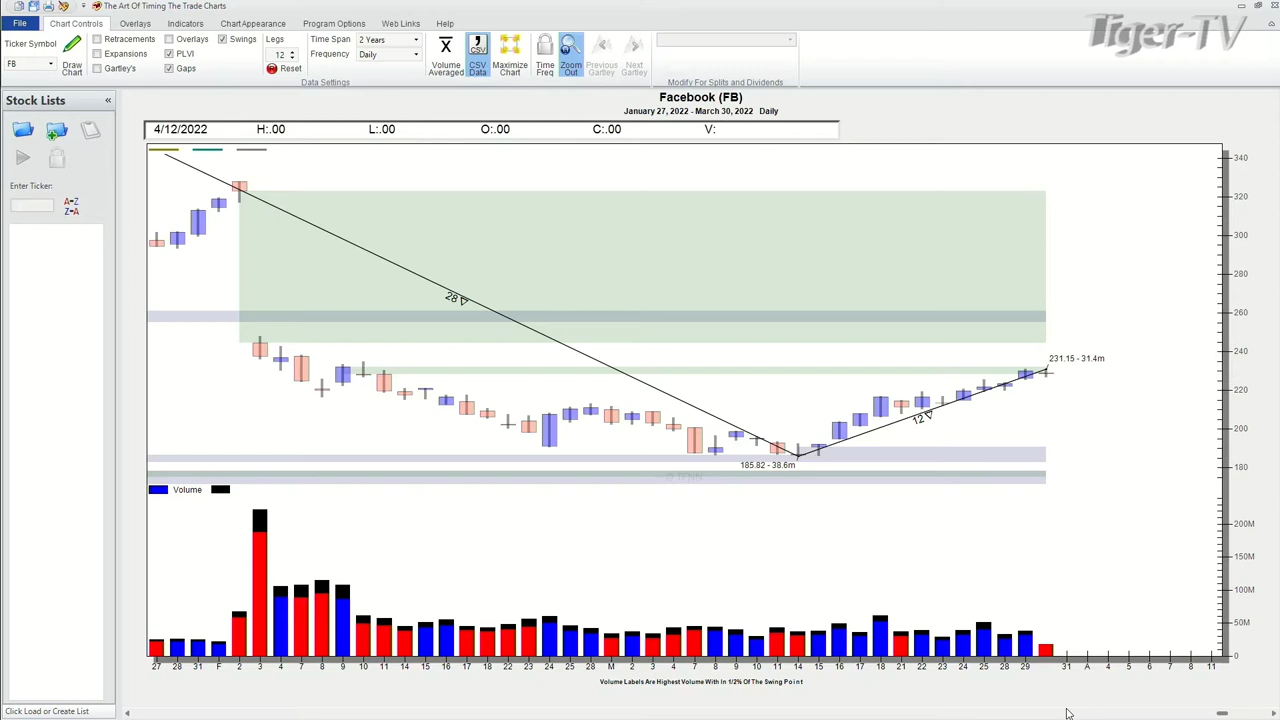 The Art Of Timing The Trade Charts
File Chart Controls Overlays Indicators Chart Appearance Program Options Web Links Help
Tiger-TV
Ticker Symbol
FB
Draw
Chart
Retracements Overlays Swings
Expansions PLVI
Gartley's Gaps
Legs
12
Reset
Time Span 2 Years
Frequency Daily
Data Settings
Volume
Averaged
CSV
CSV
Data
Maximize
Chart
Time
Freq
Zoom
Out
Previous
Gartley
Next
Gartley
Modify For Splits and Dividends
Stock Lists «
Enter Ticker:
A-Z
Z-A
Load or Create List
Facebook (FB)
January 27, 2022 - March 30, 2022 Daily
4/12/2022 H:.00 L:.00 O:.00 C:.00 V:
340
320
300
280
260
240
220
200
180
28
231.15 - 31.4m
12
185.82 - 38.6m
© TFNN
Volume
200M
150M
100M
50M
0
27 28 31 F 2 3 4 7 8 9 10 11 14 15 16 17 18 22 23 24 25 28 M 2 3 4 7 8 9 10 11 14 15 16 17 18 21 22 23 24 25 28 29 31 A 4 5 6 7 8 11
Volume Labels Are Highest Volume With In 1/2% Of The Swing Point